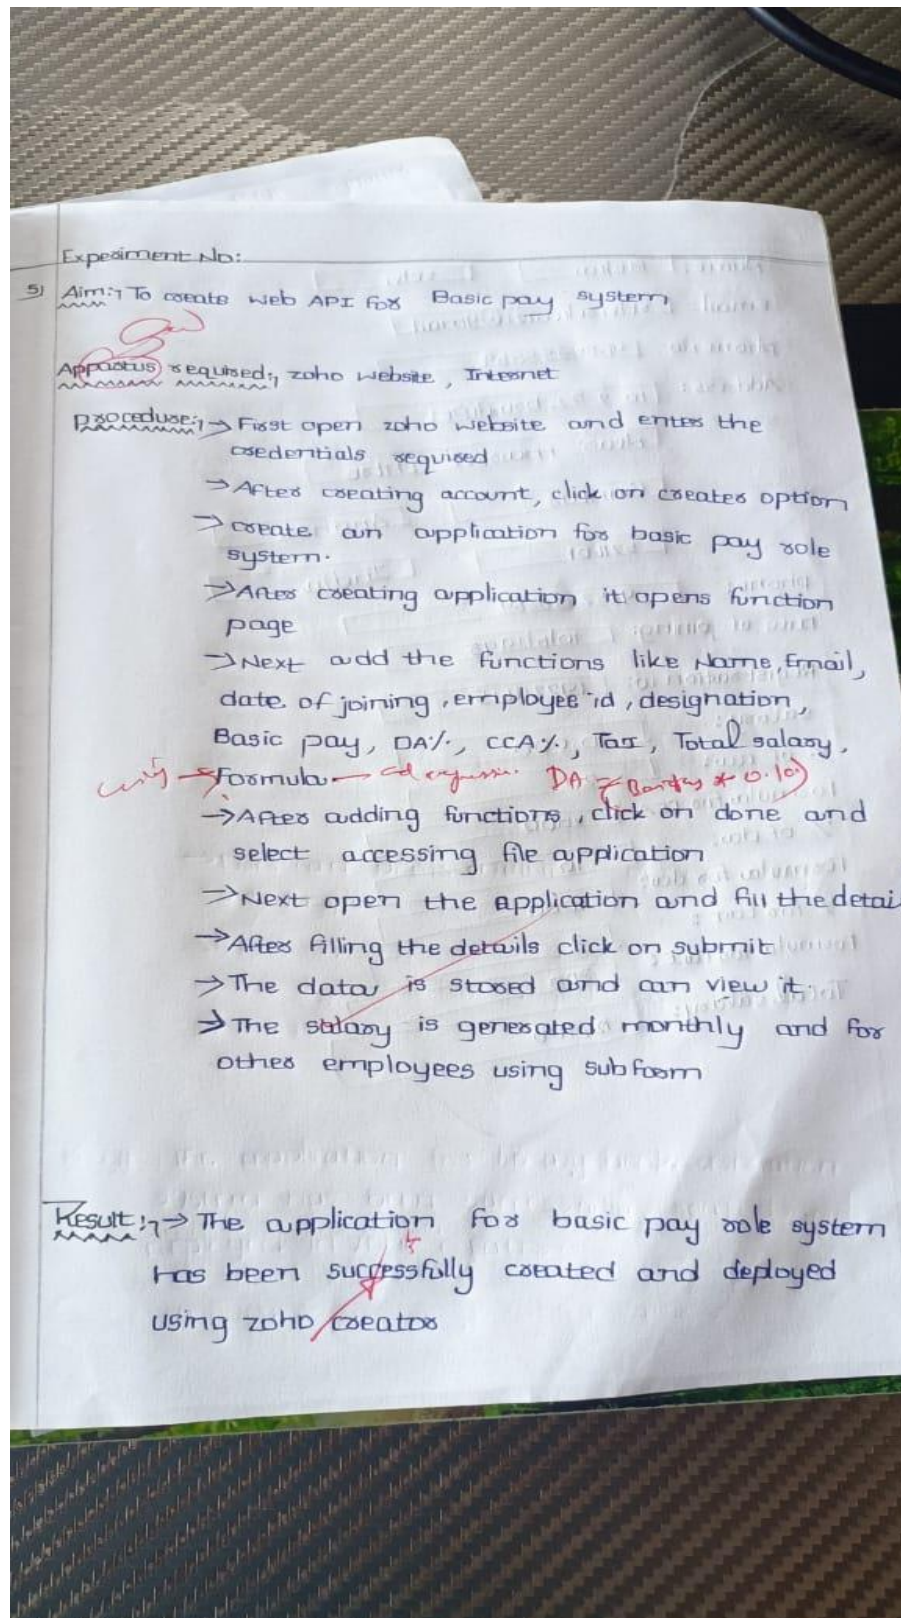 Experiment No:
5) Aim:- To create web API for Basic pay system
Appautus required:, zoho website, Internet
Procedure:- → First open zoho website and enter the
credentials required
→ After creating account, click on creates option
→ create an application for basic pay role
system.
→ After creating application it opens function
page
→ Next add the functions like Name, Email,
date of joining, employee id, designation,
Basic pay, DA%, CCA%, Tax, Total salary,
Formula DA = (* 0.10)
→ After adding functions, click on done and
select accessing file application
→ Next open the application and fill the detai
→ After filling the details click on submit
→ The data is stored and can view it.
→ The salary is generated monthly and for
other employees using subform
Result:- → The application for basic pay role system
has been successfully created and deployed
using zoho creator